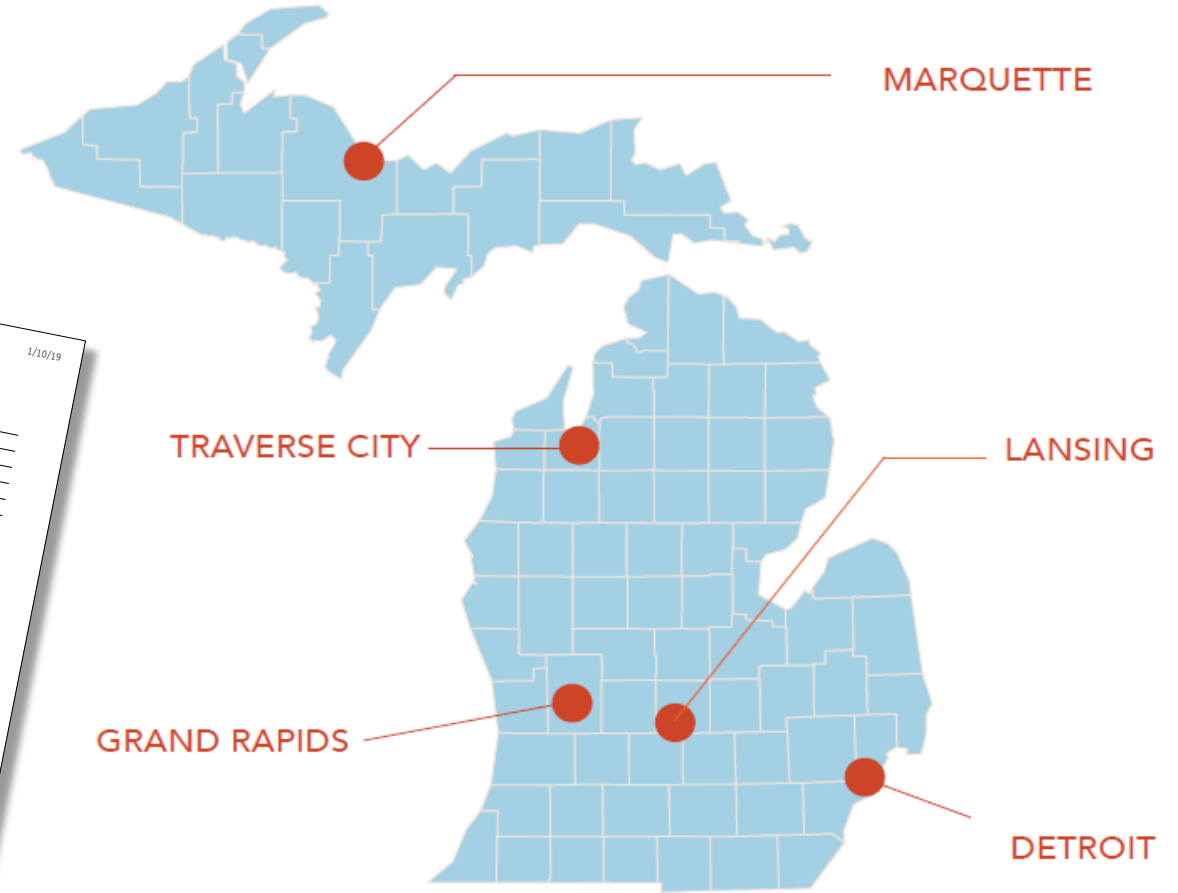 MARQUETTE
1/10/19
TRAVERSE CITY
LANSING
GRAND RAPIDS
DETROIT